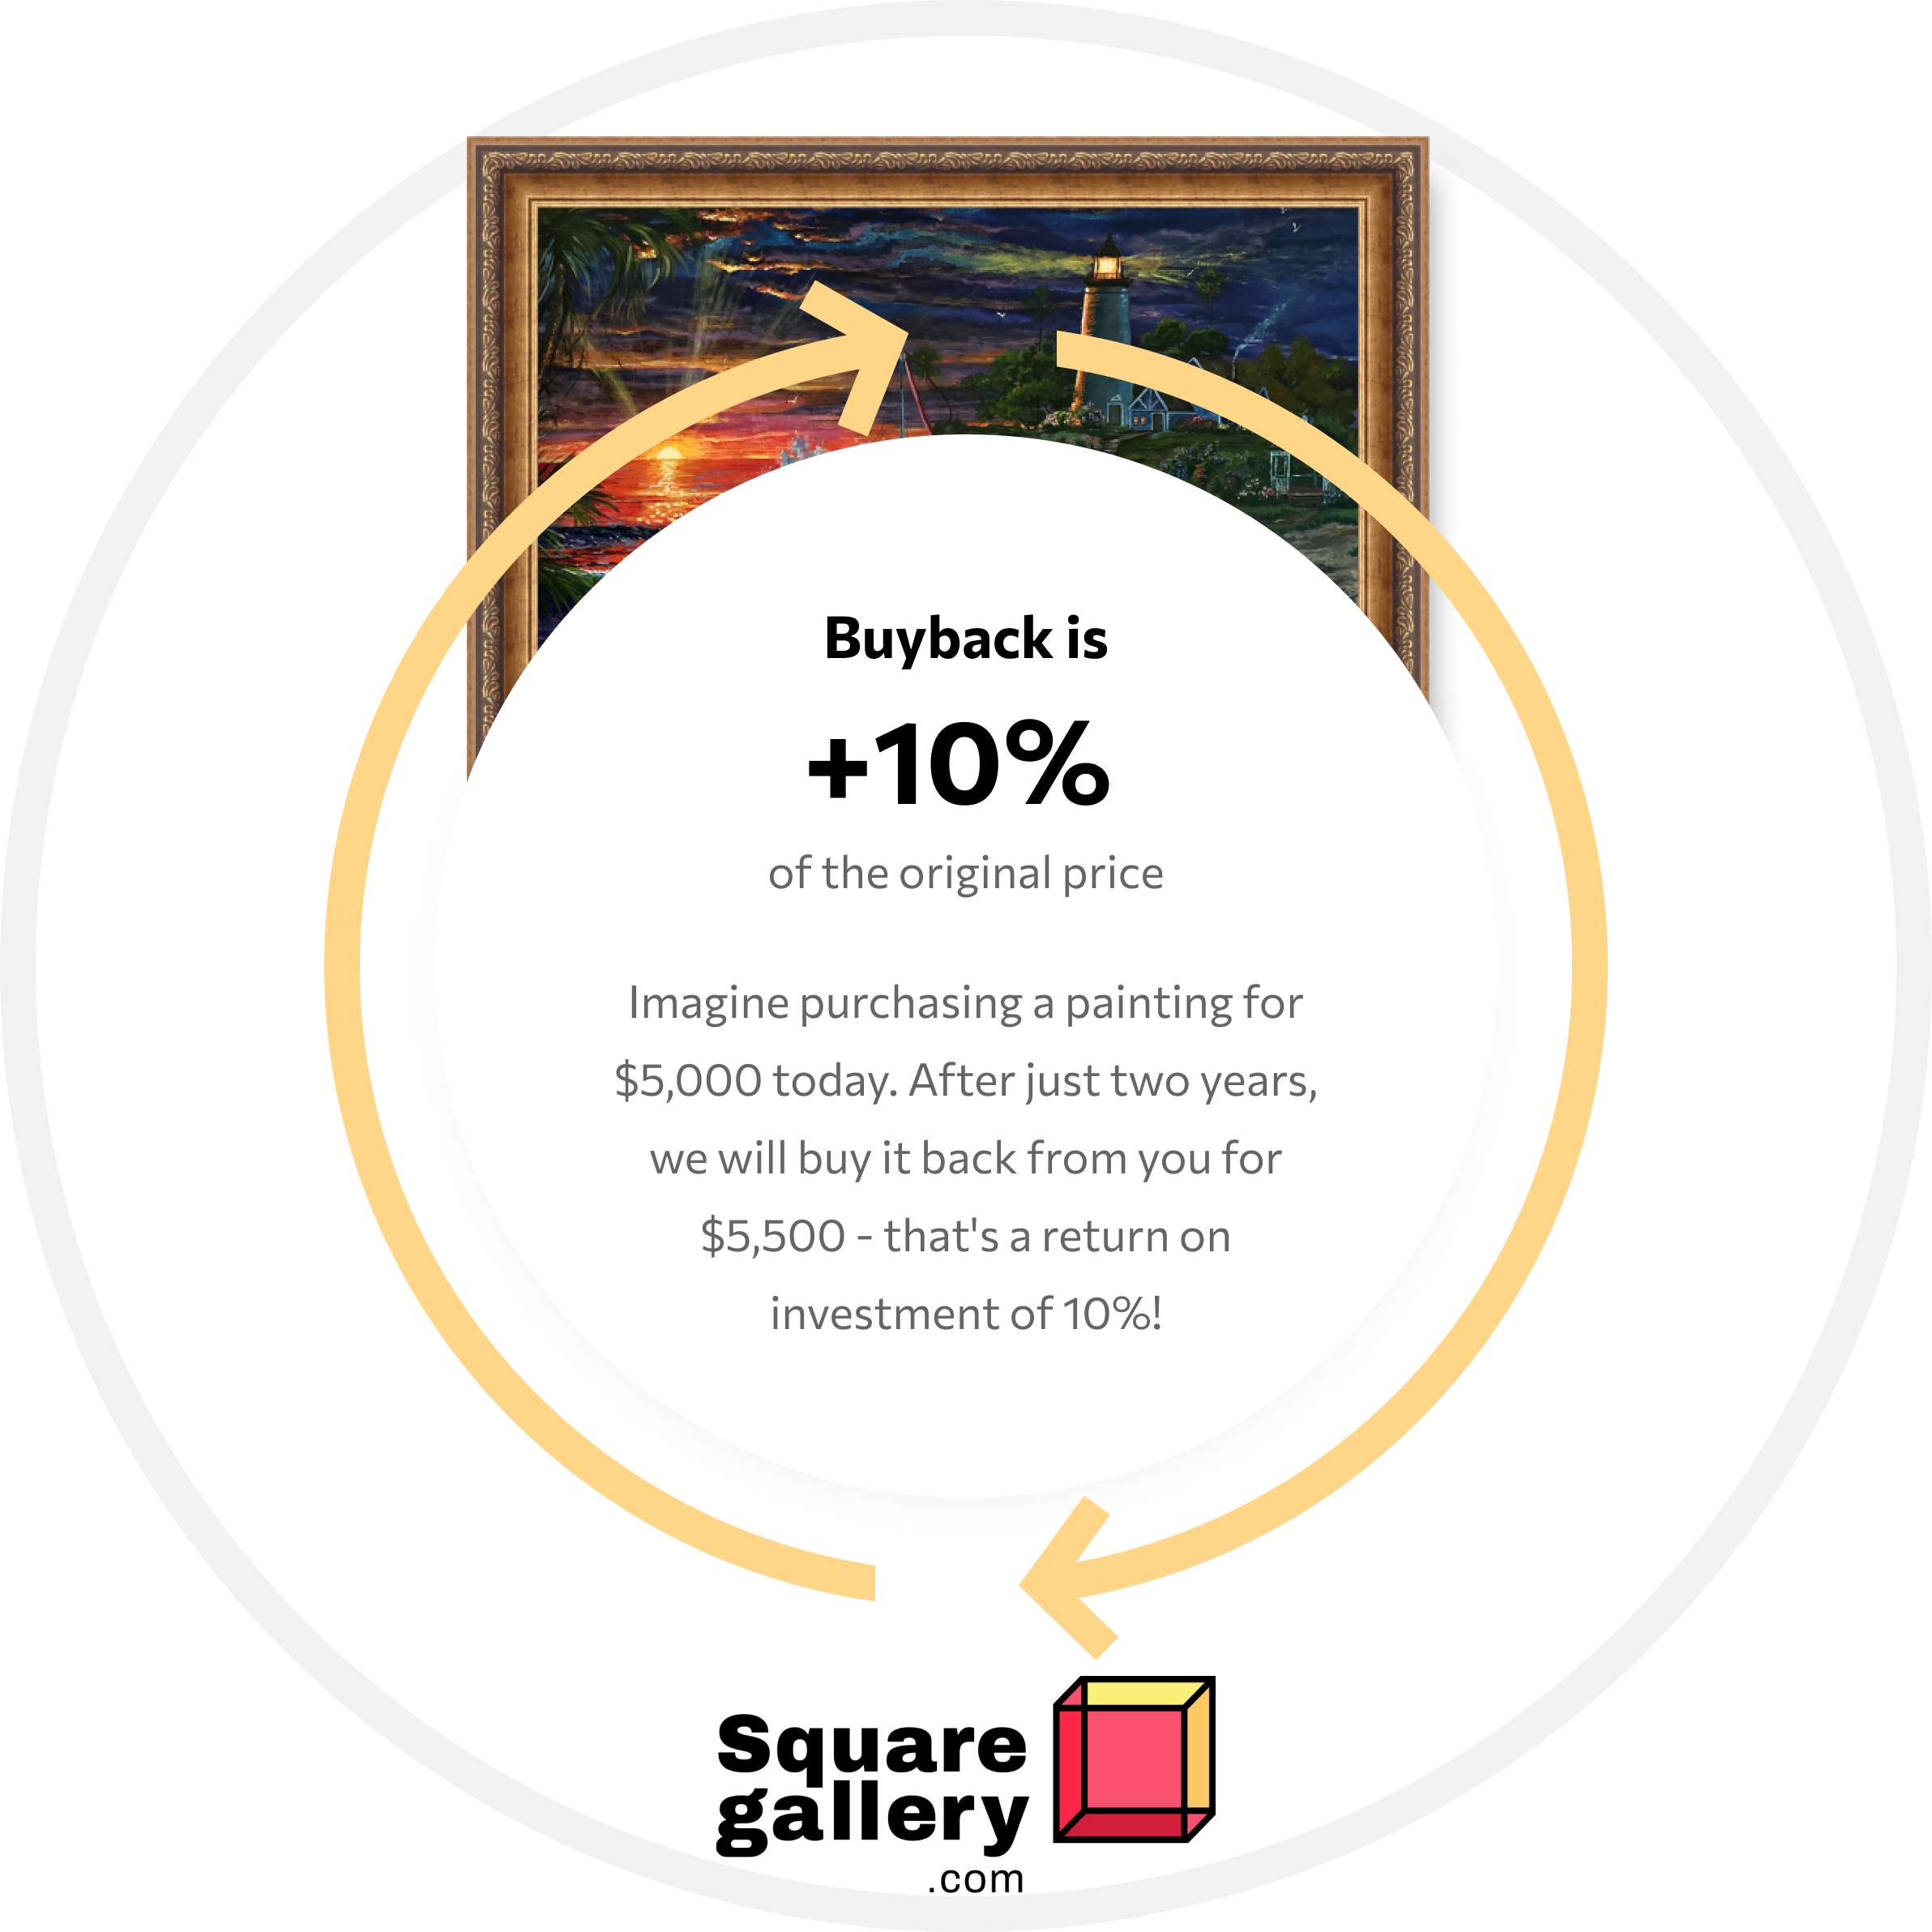 Buyback is
+10%
of the original price
Imagine purchasing a painting for
$5,000 today. After just two years,
we will buy it back from you for
$5,500 - that's a return on
investment of 10%!
Square
gallery
.com